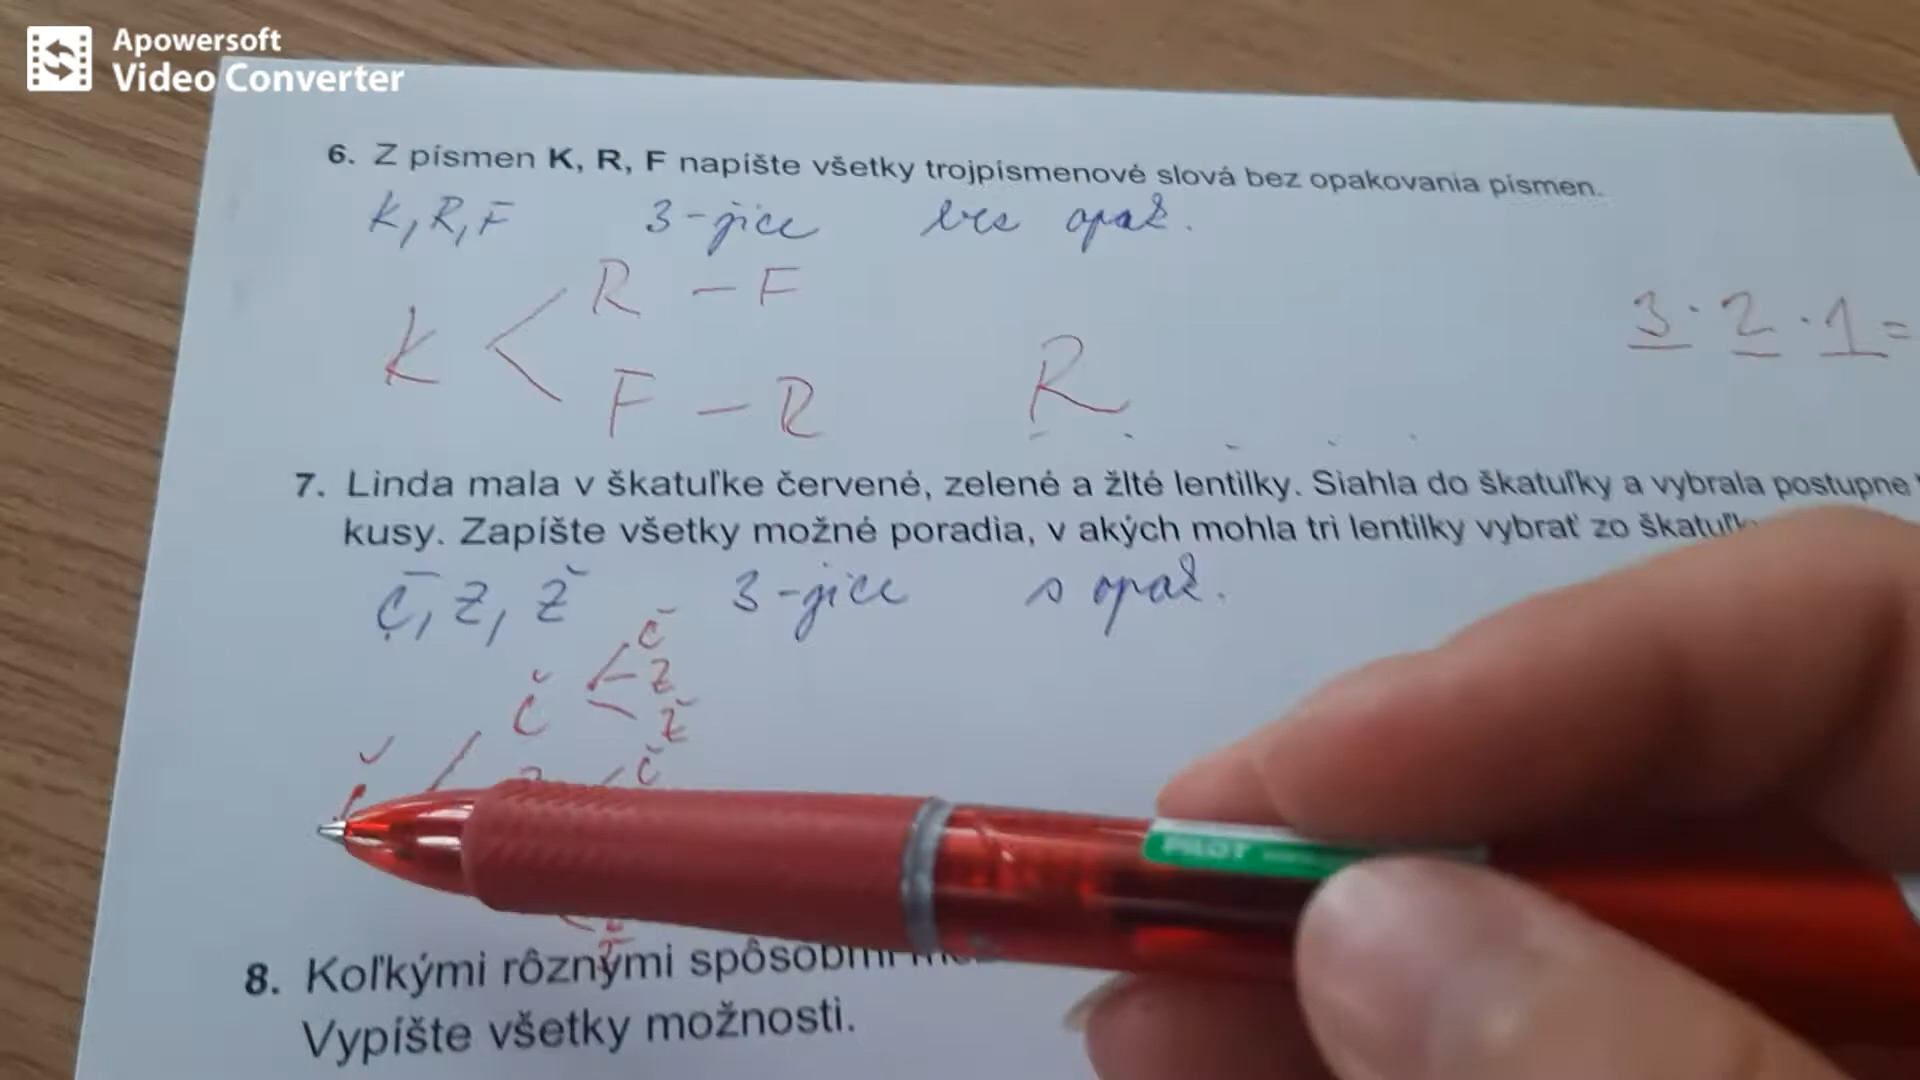 Apowersoft
Video Converter
6. Z písmen K, R, F napíšte všetky trojpísmenové slová bez opakovania písmen.
K, R, F 3-jice bez opak.
R - F
K
F - R
R
3 · 2 · 1 =
7. Linda mala v škatuľke červené, zelené a žlté lentilky. Siahla do škatuľky a vybrala postupne
kusy. Zapíšte všetky možné poradia, v akých mohla tri lentilky vybrať zo
Č, Z, Ž 3-jice s opak.
Č
Z
Č
Ž
Č
PILOT
8. Koľkými rôznymi spôsobmi
Vypíšte všetky možnosti.